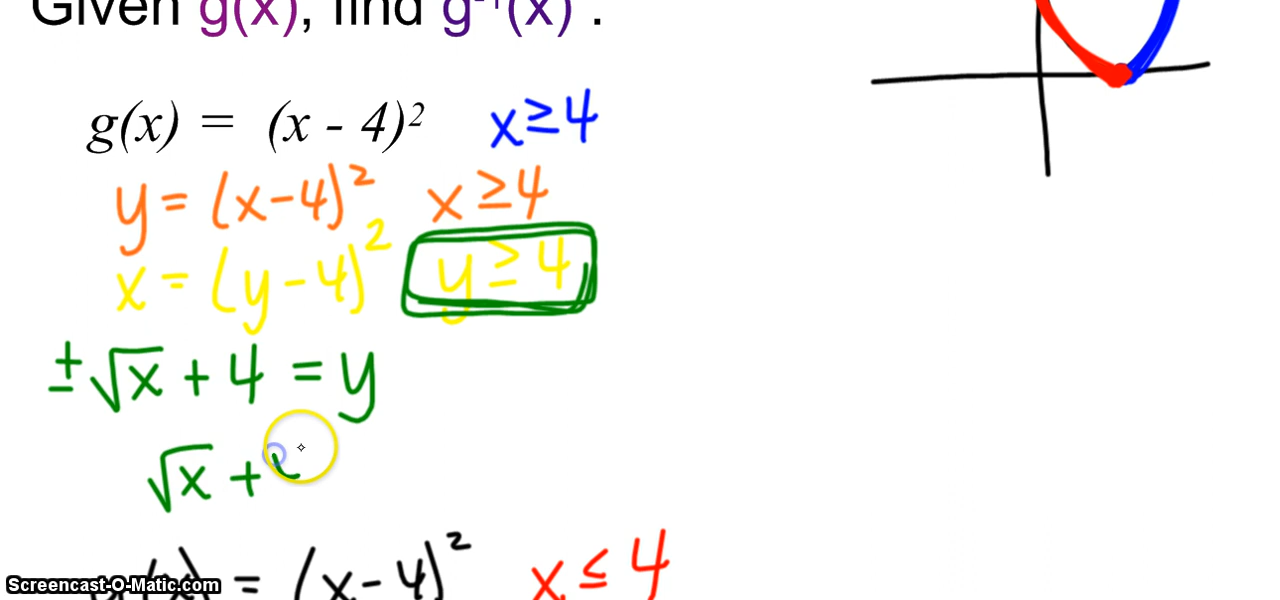 Given g(x), find g⁻¹(x) .
g(x) = (x - 4)² x ≥ 4
y = (x-4)² x ≥ 4
x = (y-4)² y ≥ 4
±√x + 4 = y
√x +
= (x-4)² x ≤ 4
Screencast-O-Matic.com